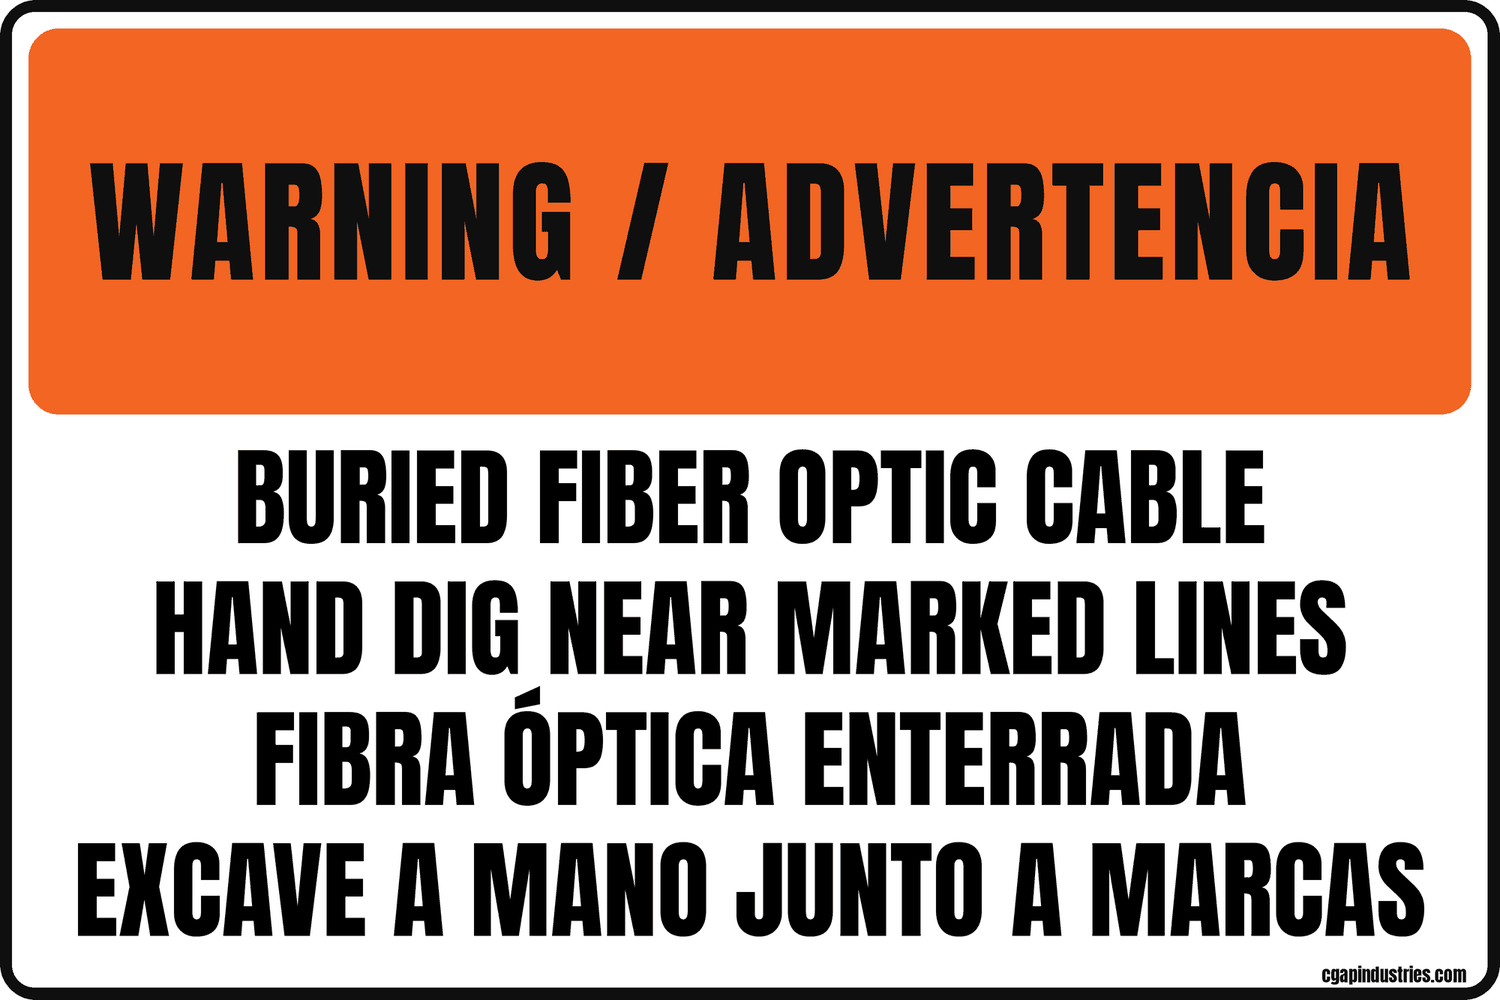 WARNING / ADVERTENCIA
BURIED FIBER OPTIC CABLE
HAND DIG NEAR MARKED LINES
FIBRA ÓPTICA ENTERRADA
EXCAVE A MANO JUNTO A MARCAS
cgapindustries.com